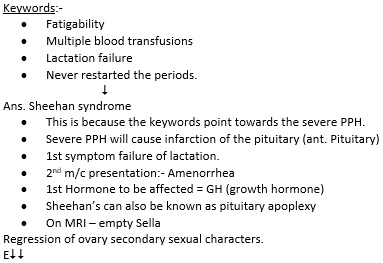 Keywords:-
• Fatigability
• Multiple blood transfusions
• Lactation failure
• Never restarted the periods.
↓
Ans. Sheehan syndrome
• This is because the keywords point towards the severe PPH.
• Severe PPH will cause infarction of the pituitary (ant. Pituitary)
• 1st symptom failure of lactation.
• 2nd m/c presentation:- Amenorrhea
• 1st Hormone to be affected = GH (growth hormone)
• Sheehan's can also be known as pituitary apoplexy
• On MRI – empty Sella
Regression of ovary secondary sexual characters.
E↓↓